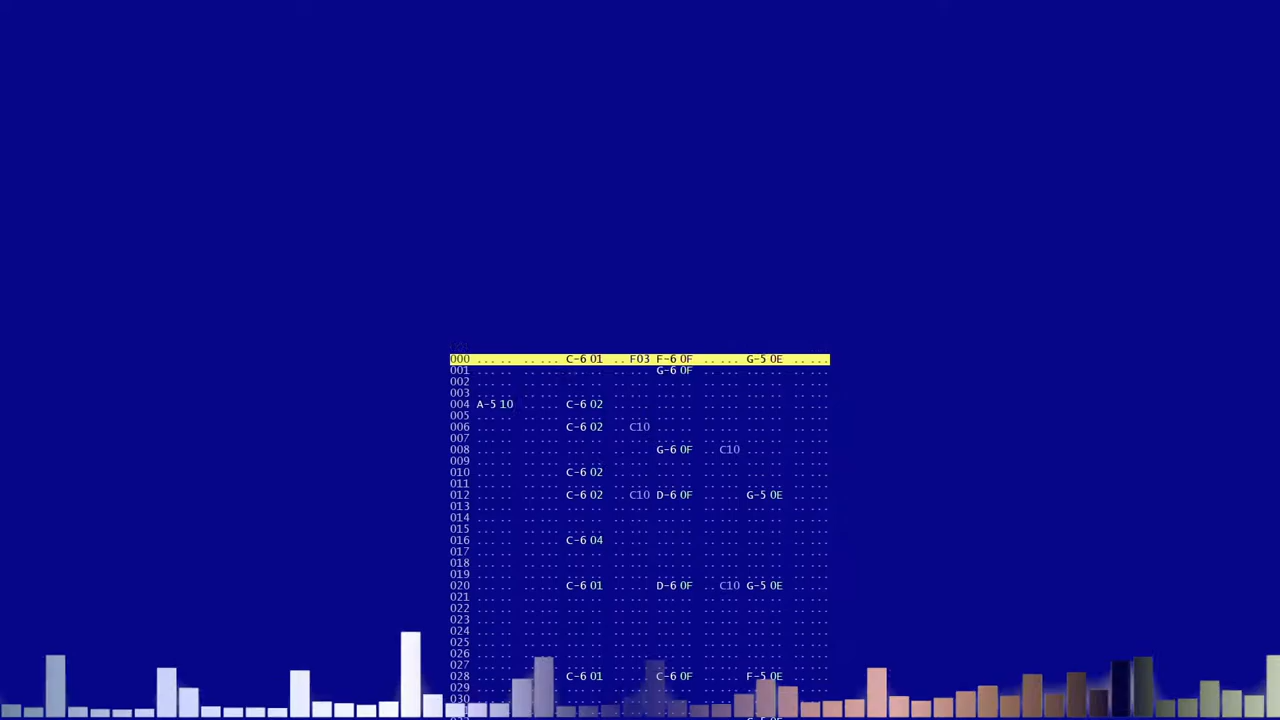 000 .. .. .. .. ... C-6 01 .. F03 F-6 0F .. ... G-5 0E .. ...
001 G-6 0F
002
003
004 A-5 10 C-6 02
005
006 C-6 02 C10
007
008 G-6 0F C10
009
010 C-6 02
011
012 C-6 02 C10 D-6 0F G-5 0E
013
014
015
016 C-6 04
017
018
019
020 C-6 01 D-6 0F C10 G-5 0E
021
022
023
024
025
026
027
028 C-6 01 C-6 0F F-5 0E
029
030